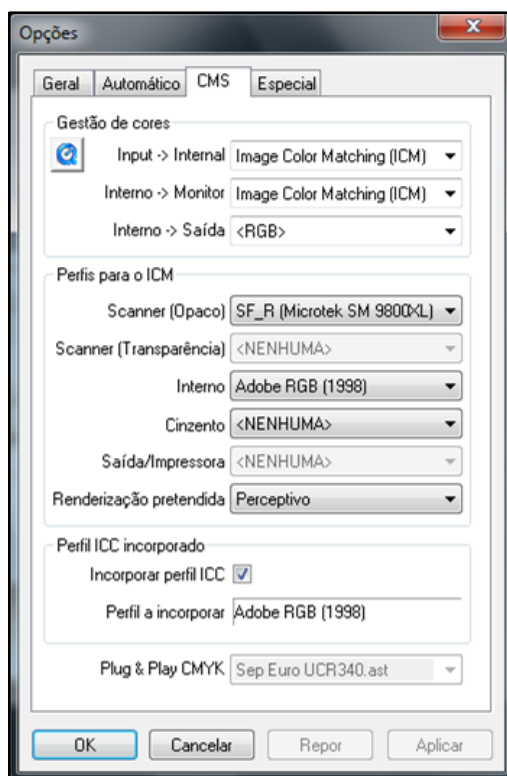 Opções
Geral Automático CMS Especial
Gestão de cores
Input -> Internal Image Color Matching (ICM)
Interno -> Monitor Image Color Matching (ICM)
Interno -> Saída <RGB>
Perfis para o ICM
Scanner (Opaco) SF_R (Microtek SM 9800XL)
Scanner (Transparência) <NENHUMA>
Interno Adobe RGB (1998)
Cinzento <NENHUMA>
Saída/Impressora <NENHUMA>
Renderização pretendida Perceptivo
Perfil ICC incorporado
Incorporar perfil ICC
Perfil a incorporar Adobe RGB (1998)
Plug & Play CMYK Sep Euro UCR340.ast
OK Cancelar Repor Aplicar